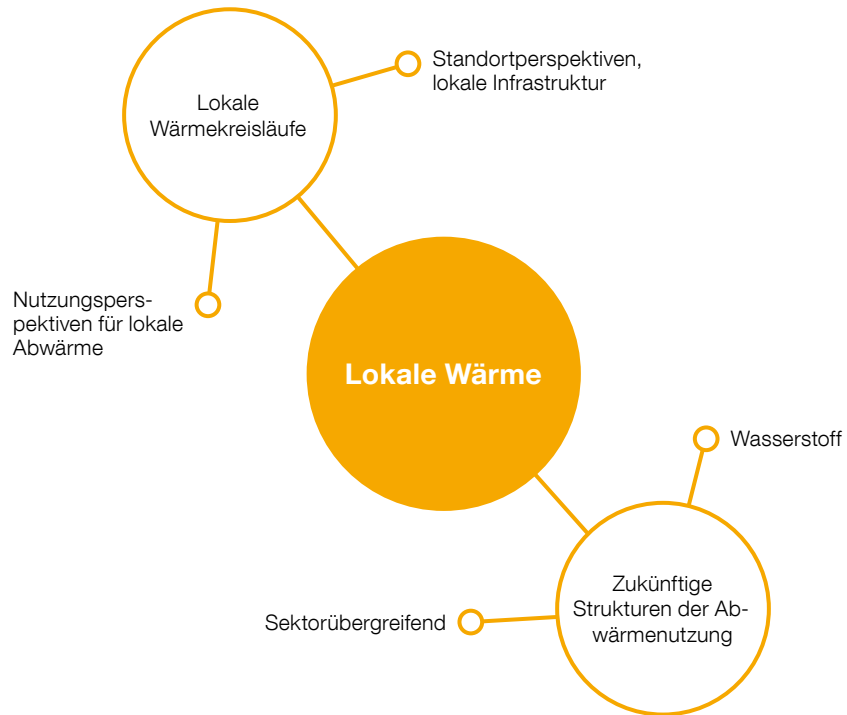 Standortperspektiven,
lokale Infrastruktur
Lokale
Wärmekreisläufe
Nutzungspers-
pektiven für lokale
Abwärme
Lokale Wärme
Wasserstoff
Zukünftige
Strukturen der Ab-
wärmenutzung
Sektorübergreifend